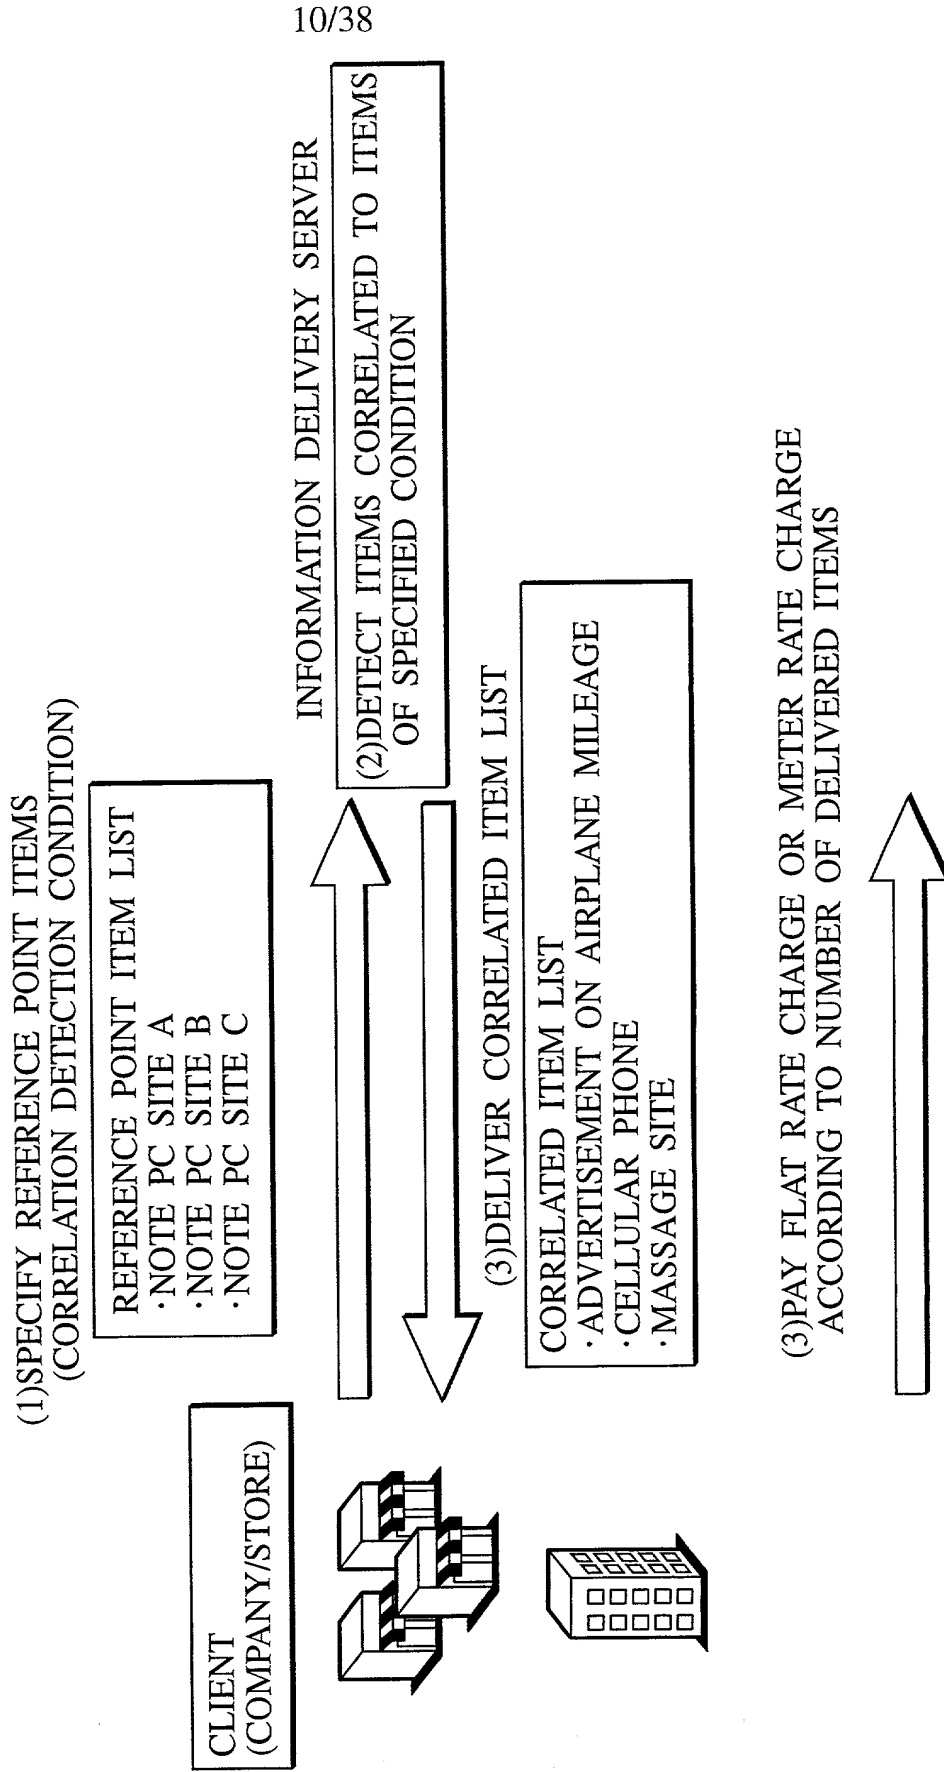 10/38
(1)SPECIFY REFERENCE POINT ITEMS
(CORRELATION DETECTION CONDITION)
REFERENCE POINT ITEM LIST
·NOTE PC SITE A
·NOTE PC SITE B
·NOTE PC SITE C
CLIENT
(COMPANY/STORE)
INFORMATION DELIVERY SERVER
(2)DETECT ITEMS CORRELATED TO ITEMS
OF SPECIFIED CONDITION
(3)DELIVER CORRELATED ITEM LIST
CORRELATED ITEM LIST
·ADVERTISEMENT ON AIRPLANE MILEAGE
·CELLULAR PHONE
·MASSAGE SITE
(3)PAY FLAT RATE CHARGE OR METER RATE CHARGE
ACCORDING TO NUMBER OF DELIVERED ITEMS